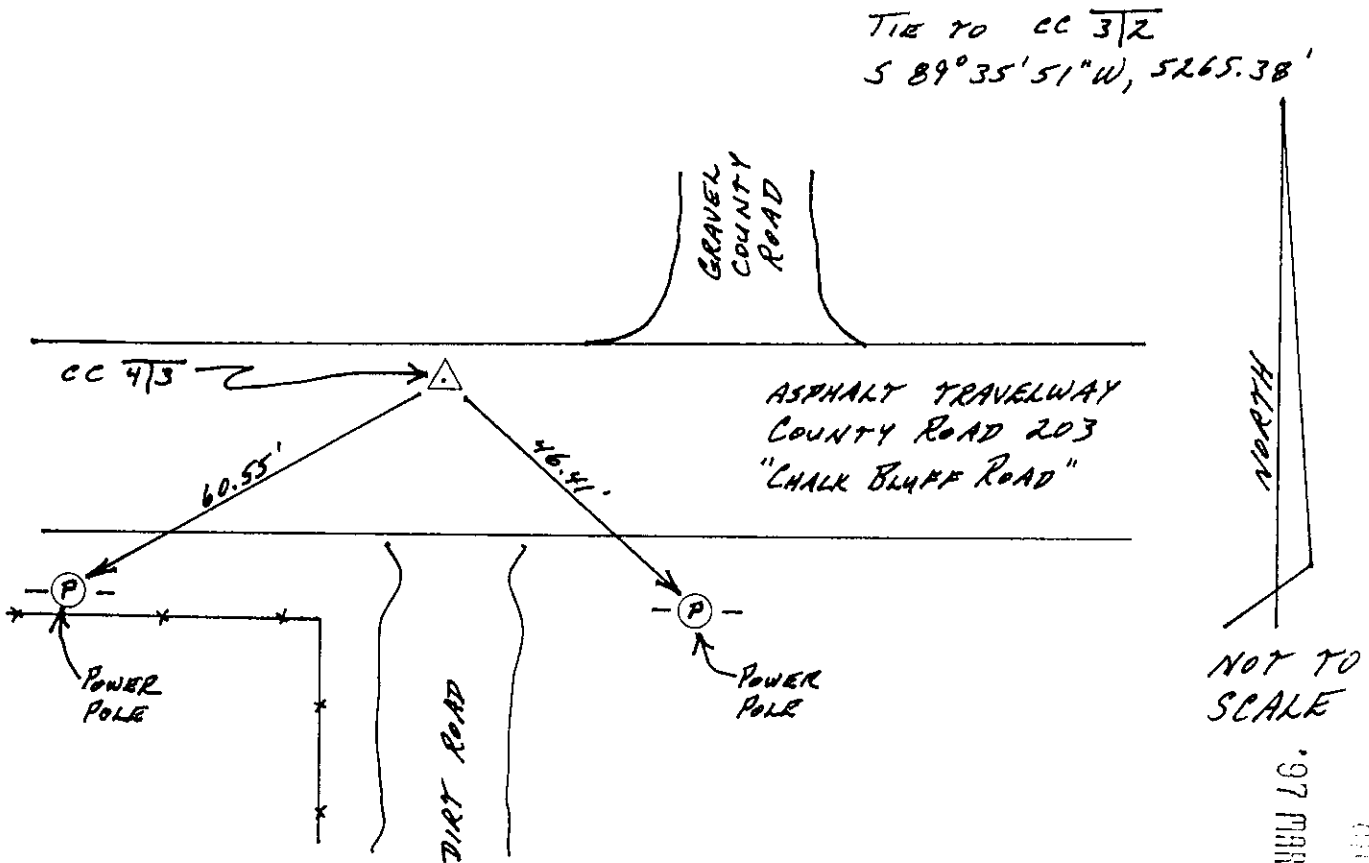 TIE TO CC 3|2
S 89°35'51"W, 5265.38'
GRAVEL
COUNTY
ROAD
CC 4|3
ASPHALT TRAVELWAY
COUNTY ROAD 203
"CHALK BLUFF ROAD"
60.55'
46.41'
NORTH
P
P
POWER
POLE
POWER
POLE
DIRT ROAD
NOT TO
SCALE
'97 MAR